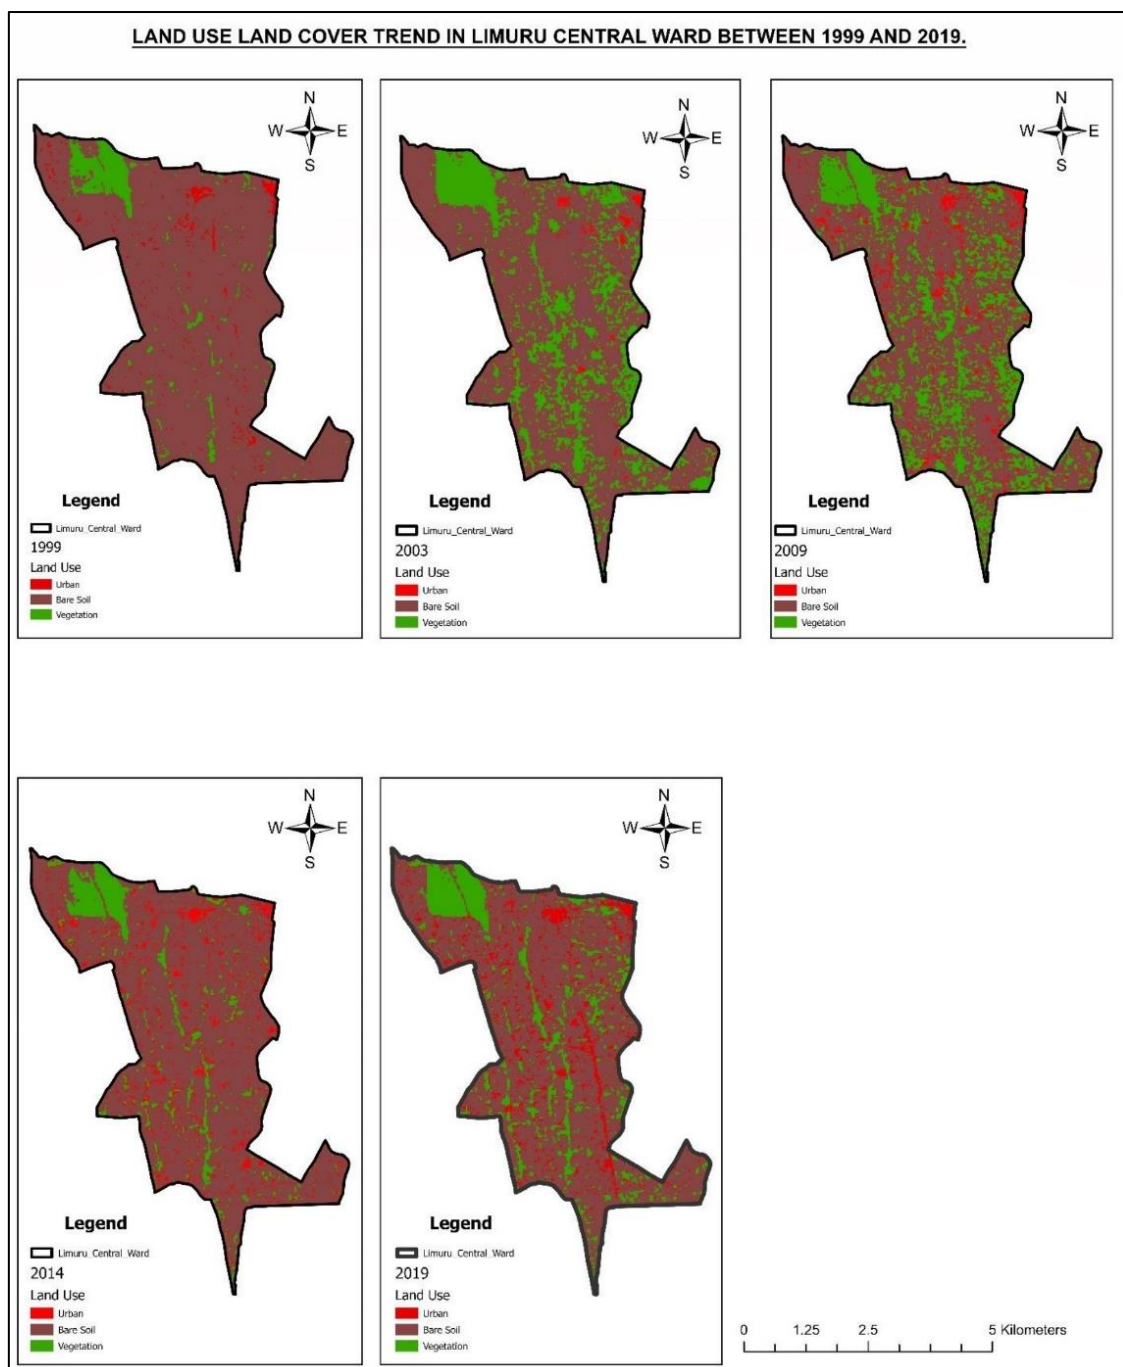 LAND USE LAND COVER TREND IN LIMURU CENTRAL WARD BETWEEN 1999 AND 2019.
N
W E
S
Legend
Limuru_Central_Ward
1999
Land Use
Urban
Bare Soil
Vegetation
N
W E
S
Legend
Limuru_Central_Ward
2003
Land Use
Urban
Bare Soil
Vegetation
N
W E
S
Legend
Limuru_Central_Ward
2009
Land Use
Urban
Bare Soil
Vegetation
N
W E
S
Legend
Limuru_Central_Ward
2014
Land Use
Urban
Bare Soil
Vegetation
N
W E
S
Legend
Limuru_Central_Ward
2019
Land Use
Urban
Bare Soil
Vegetation
0 1.25 2.5 5 Kilometers